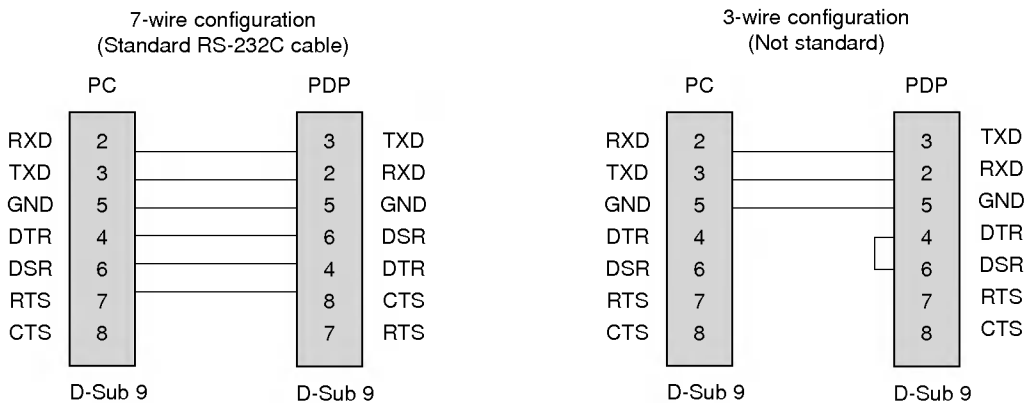 7-wire configuration
(Standard RS-232C cable)
PC PDP
RXD 2 3 TXD
TXD 3 2 RXD
GND 5 5 GND
DTR 4 6 DSR
DSR 6 4 DTR
RTS 7 8 CTS
CTS 8 7 RTS
D-Sub 9 D-Sub 9
3-wire configuration
(Not standard)
PC PDP
RXD 2 3 TXD
TXD 3 2 RXD
GND 5 5 GND
DTR 4 4 DTR
DSR 6 6 DSR
RTS 7 7 RTS
CTS 8 8 CTS
D-Sub 9 D-Sub 9